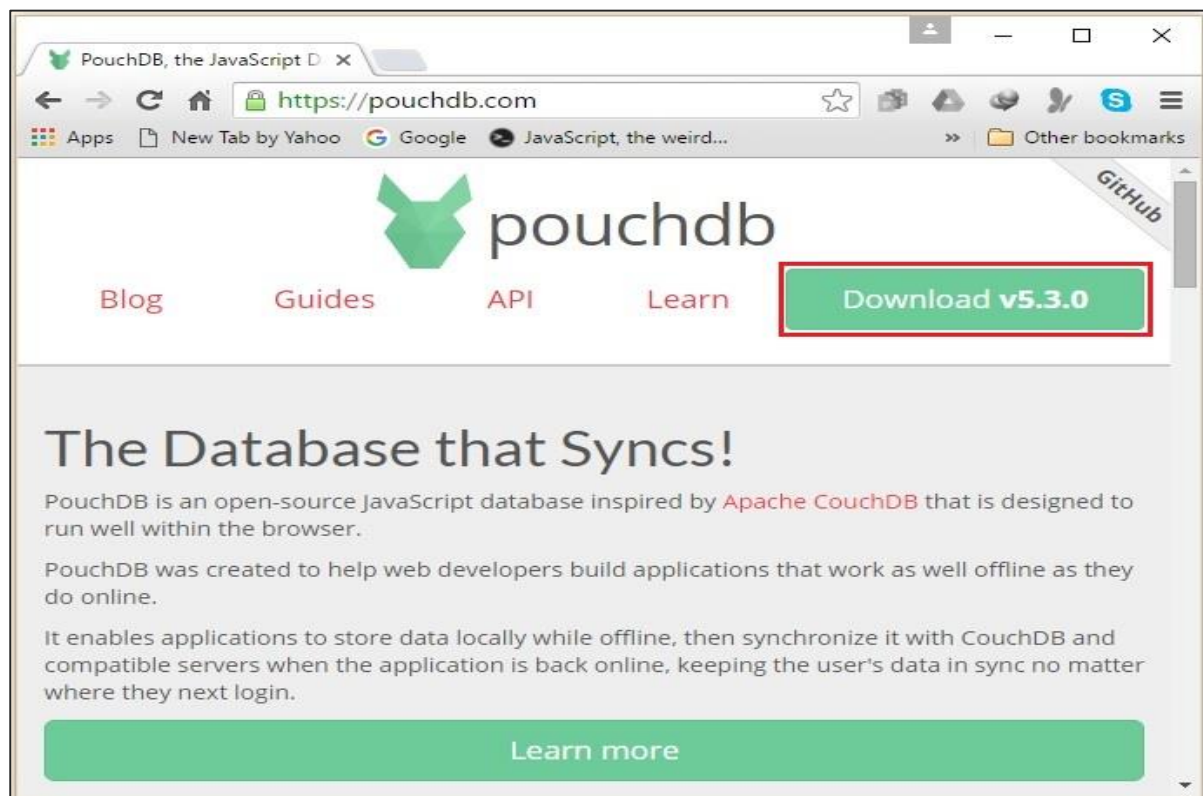 PouchDB, the JavaScript D
https://pouchdb.com
Apps New Tab by Yahoo Google JavaScript, the weird... » Other bookmarks
GitHub
pouchdb
Blog Guides API Learn Download v5.3.0
The Database that Syncs!
PouchDB is an open-source JavaScript database inspired by Apache CouchDB that is designed to
run well within the browser.
PouchDB was created to help web developers build applications that work as well offline as they
do online.
It enables applications to store data locally while offline, then synchronize it with CouchDB and
compatible servers when the application is back online, keeping the user's data in sync no matter
where they next login.
Learn more